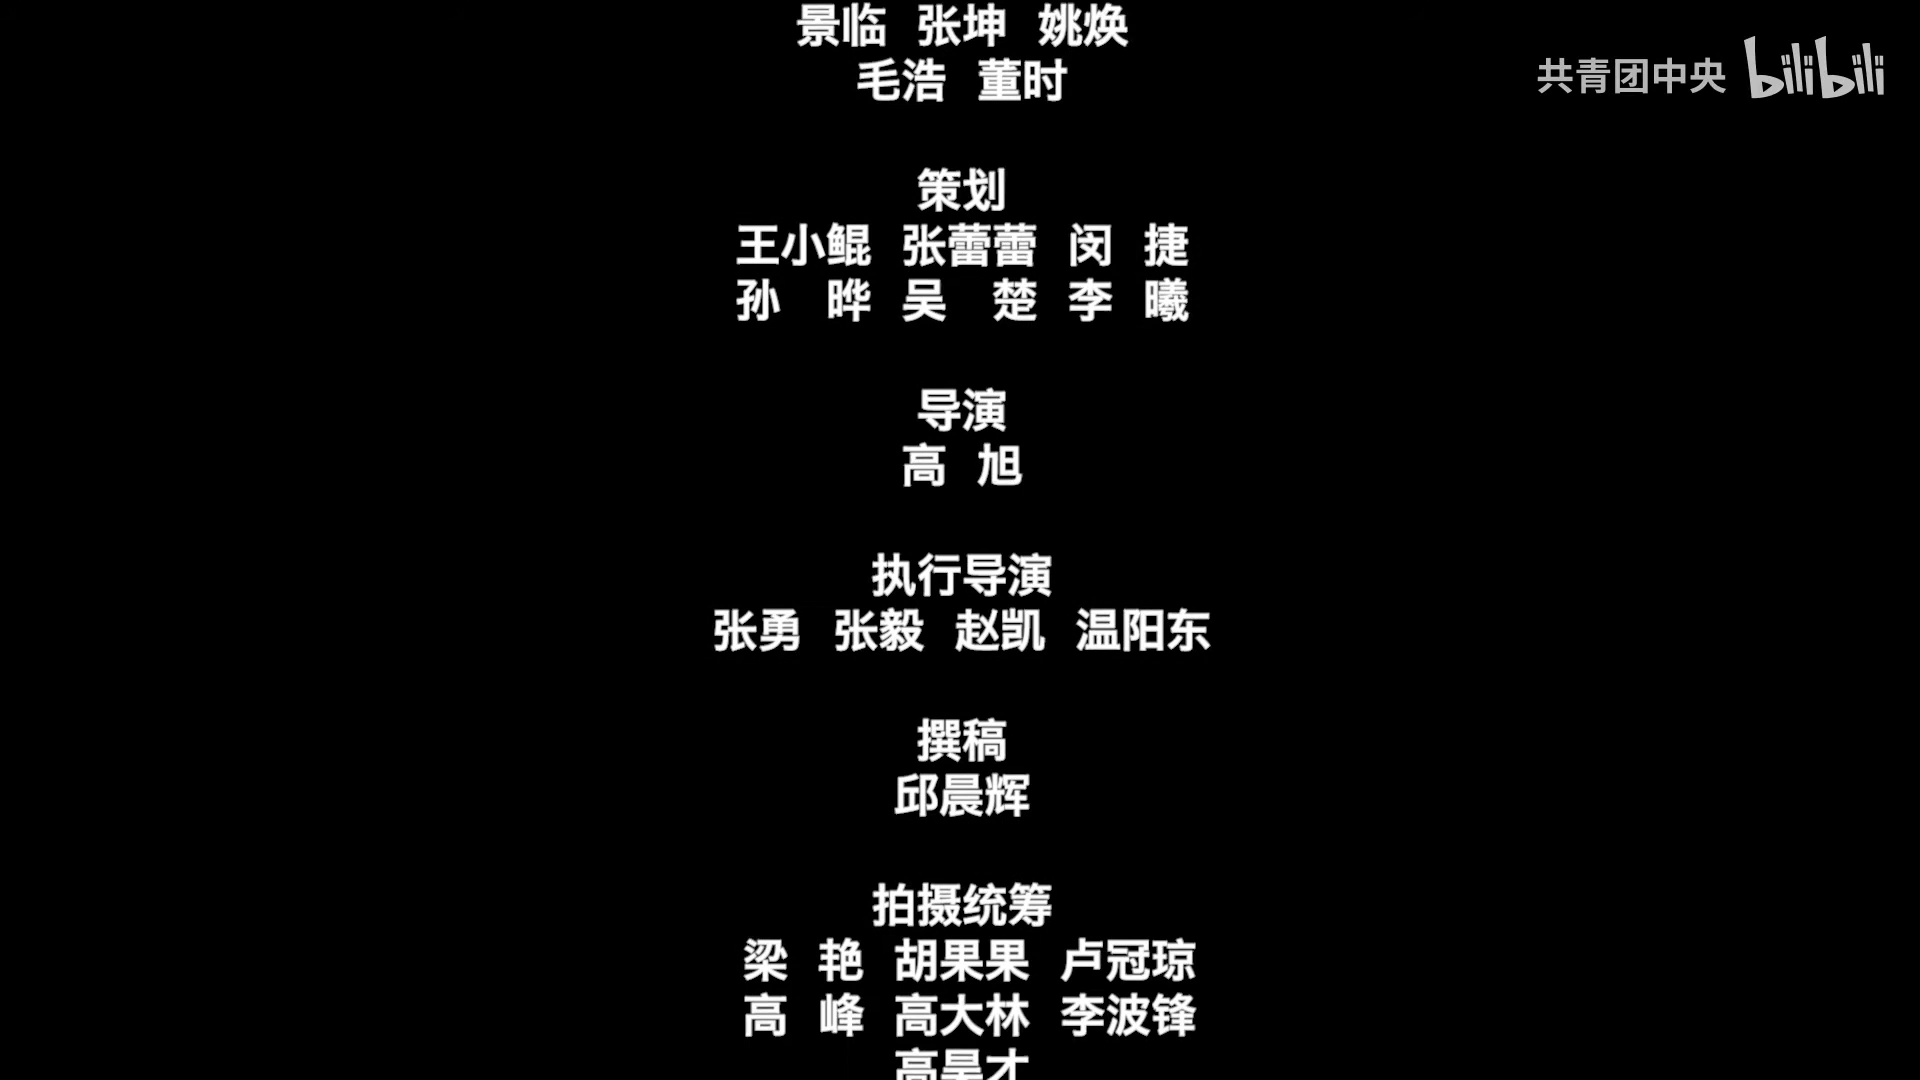 景临 张坤 姚焕
毛浩 董时
共青团中央 bilibili
策划
王小鲲 张蕾蕾 闵 捷
孙 晔 吴 楚 李 曦
导演
高 旭
执行导演
张勇 张毅 赵凯 温阳东
撰稿
邱晨辉
拍摄统筹
梁 艳 胡果果 卢冠琼
高 峰 高大林 李波锋